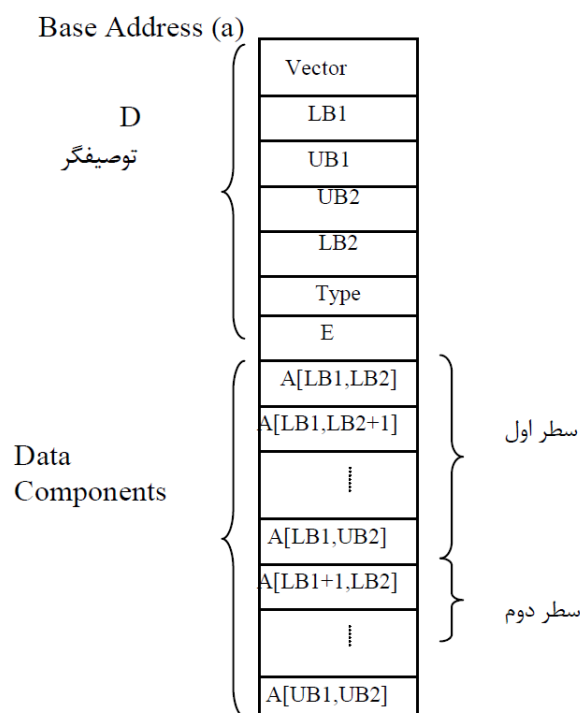 Base Address (a)
Vector
LB1
D
توصیفگر
UB1
UB2
LB2
Type
E
A[LB1,LB2]
A[LB1,LB2+1]
سطر اول
Data
Components
A[LB1,UB2]
A[LB1+1,LB2]
سطر دوم
A[UB1,UB2]